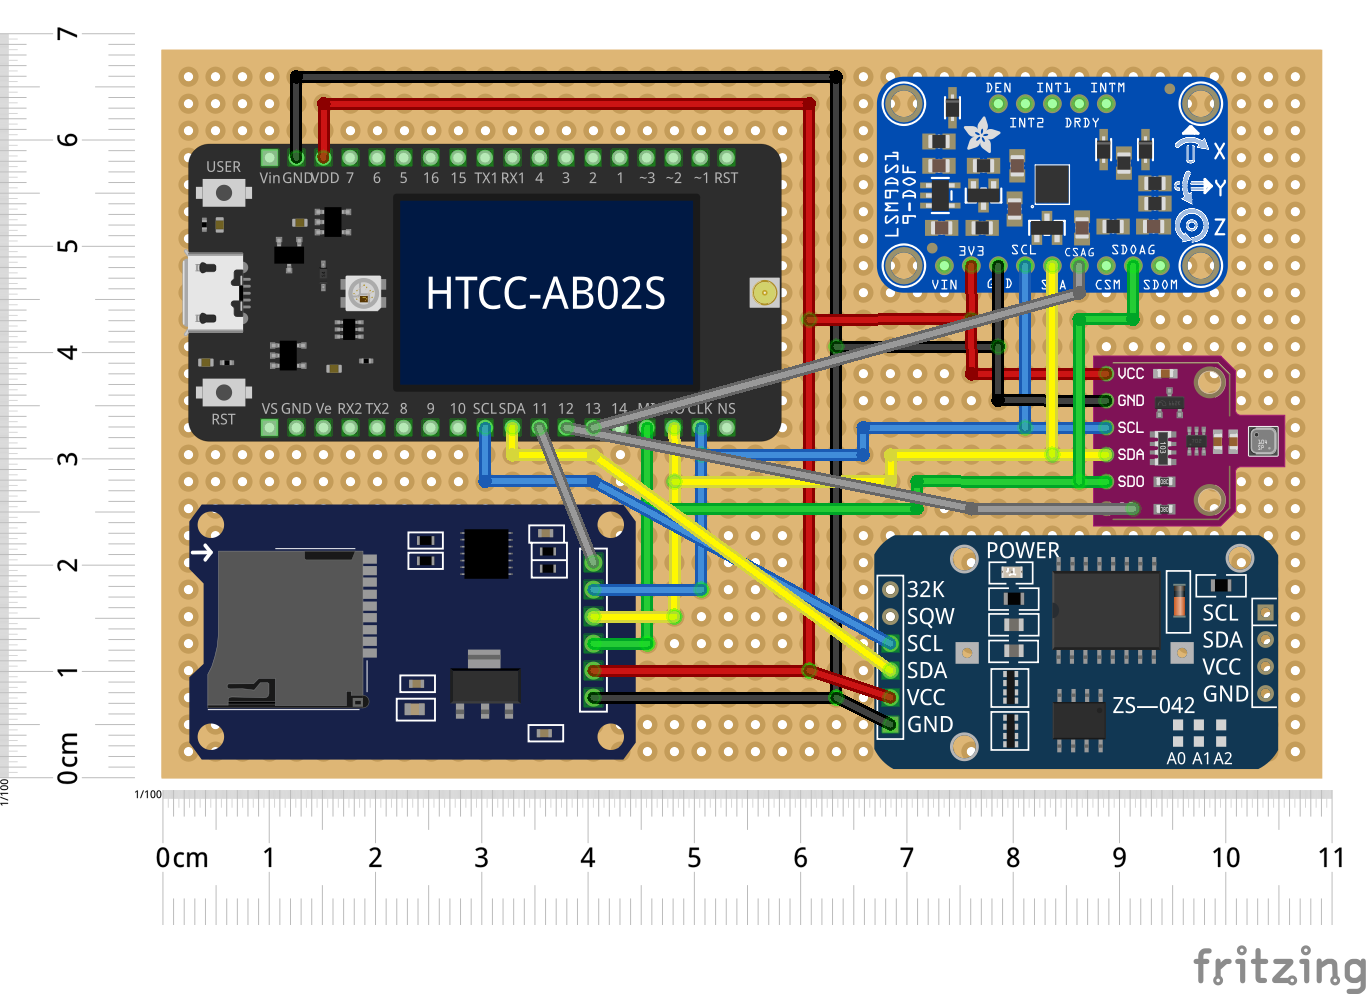 7
6
5
4
3
2
1
0cm
1/100
USER
Vin GND VDD 7 6 5 16 15 TX1 RX1 4 3 2 1 ~3 ~2 ~1 RST
HTCC-AB02S
RST
VS GND Ve RX2 TX2 8 9 10 SCL SDA 11 12 13 14 CLK NS
DEN INT1 INTM
INT2 DRDY
LSM9DS1
9-DOF
X
Y
Z
3V3 SCL CSAG SDOAG
VIN GND SDA CSM SDOM
VCC
GND
SCL
SDA
SDO
103
POWER
32K
SQW
SCL
SDA
VCC
GND
SCL
SDA
VCC
GND
ZS—042
A0 A1 A2
1/100
0cm 1 2 3 4 5 6 7 8 9 10 11
fritzing